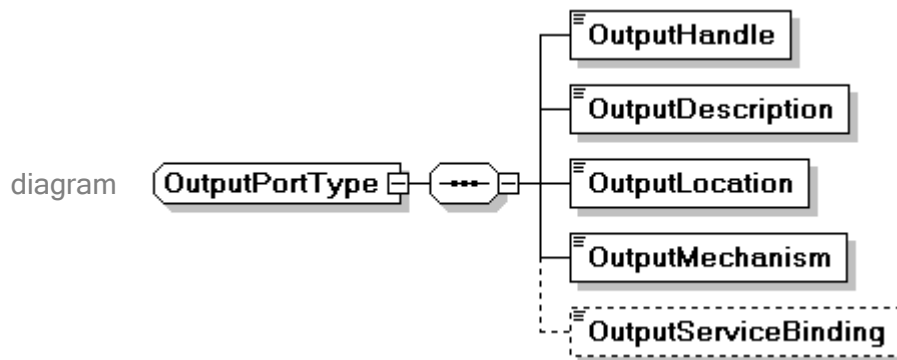 OutputHandle
OutputDescription
diagram OutputPortType OutputLocation
OutputMechanism
OutputServiceBinding